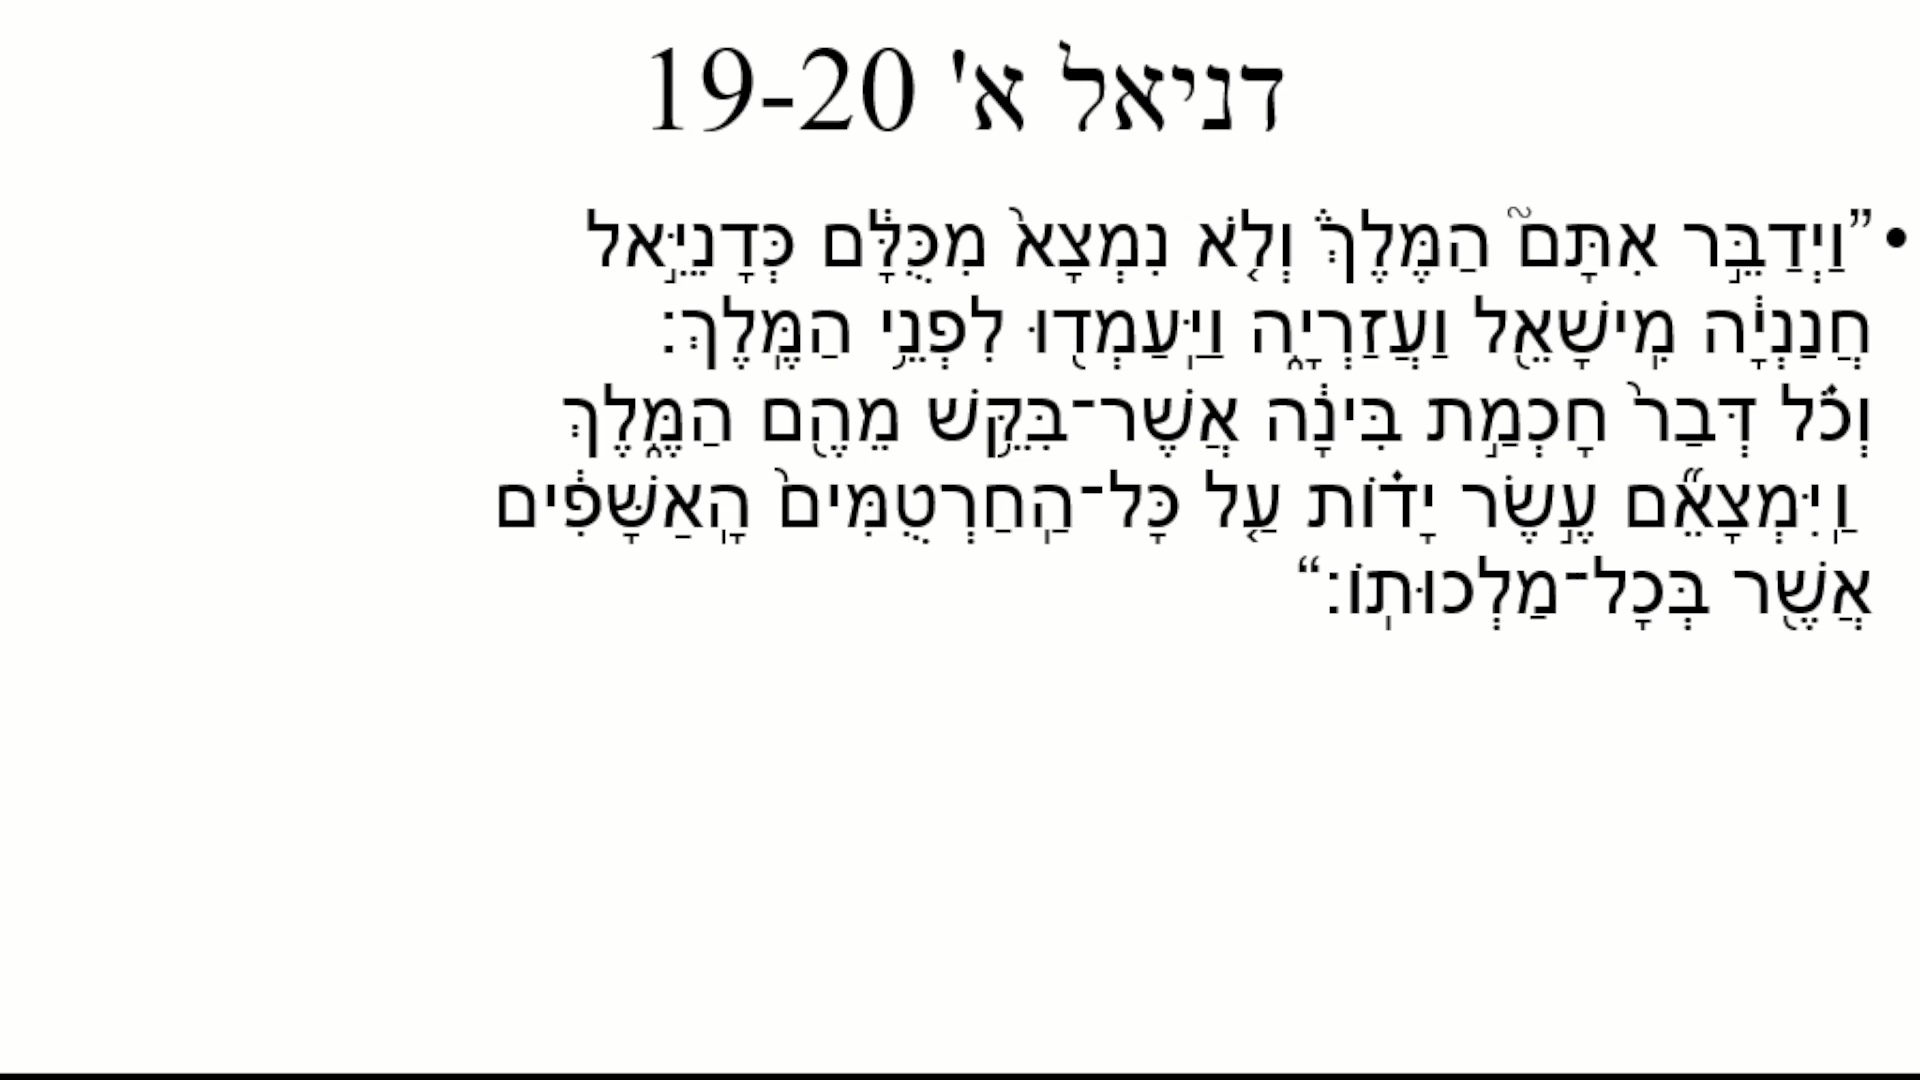 דניאל א' 19-20
• ”וַיְדַבֵּ֣ר אִתָּם֮ הַמֶּלֶךְ֒ וְלֹ֤א נִמְצָא֙ מִכֻּלָּ֔ם כְּדָנִיֵּ֣אל
חֲנַנְיָ֔ה מִֽישָׁאֵ֖ל וַעֲזַרְיָ֑ה וַיַּֽעַמְד֖וּ לִפְנֵ֥י הַמֶּֽלֶךְ׃
וְכֹ֗ל דְּבַר֙ חָכְמַ֣ת בִּינָ֔ה אֲשֶׁר־בִּקֵּ֥שׁ מֵהֶ֖ם הַמֶּ֑לֶךְ
וַֽיִּמְצָאֵ֞ם עֶ֣שֶׂר יָד֗וֹת עַ֤ל כָּל־הַֽחַרְטֻמִּים֙ הָֽאַשָּׁפִ֔ים
אֲשֶׁ֖ר בְּכָל־מַלְכוּתֽוֹ׃“